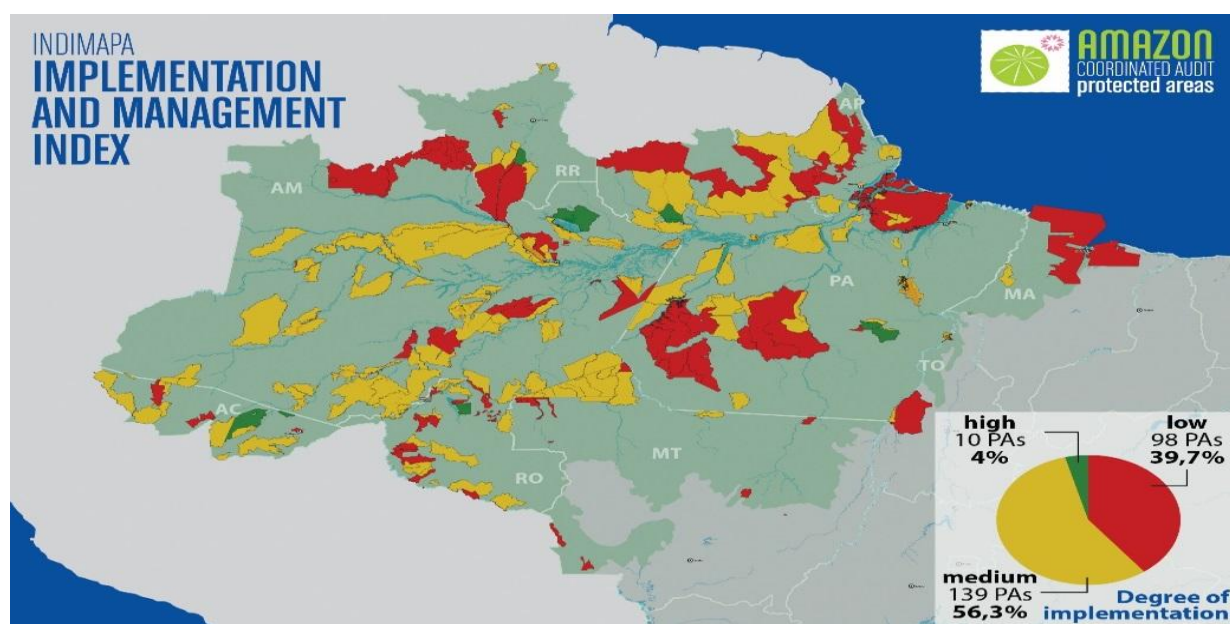 INDIMAPA
IMPLEMENTATION
AND MANAGEMENT
INDEX
AMAZON
COORDINATED AUDIT
protected areas
AP
RR
AM
PA
MA
TO
AC
MT
RO
high
10 PAs
4%
low
98 PAs
39,7%
medium
139 PAs
56,3%
Degree of
implementation